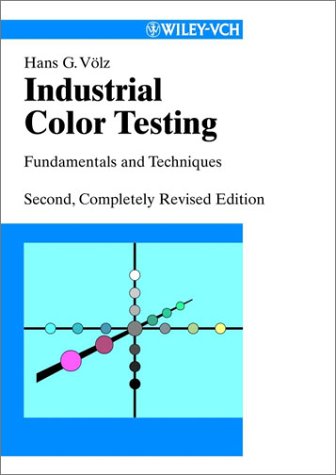 WILEY-VCH
Hans G. Völz
Industrial
Color Testing
Fundamentals and Techniques
Second, Completely Revised Edition